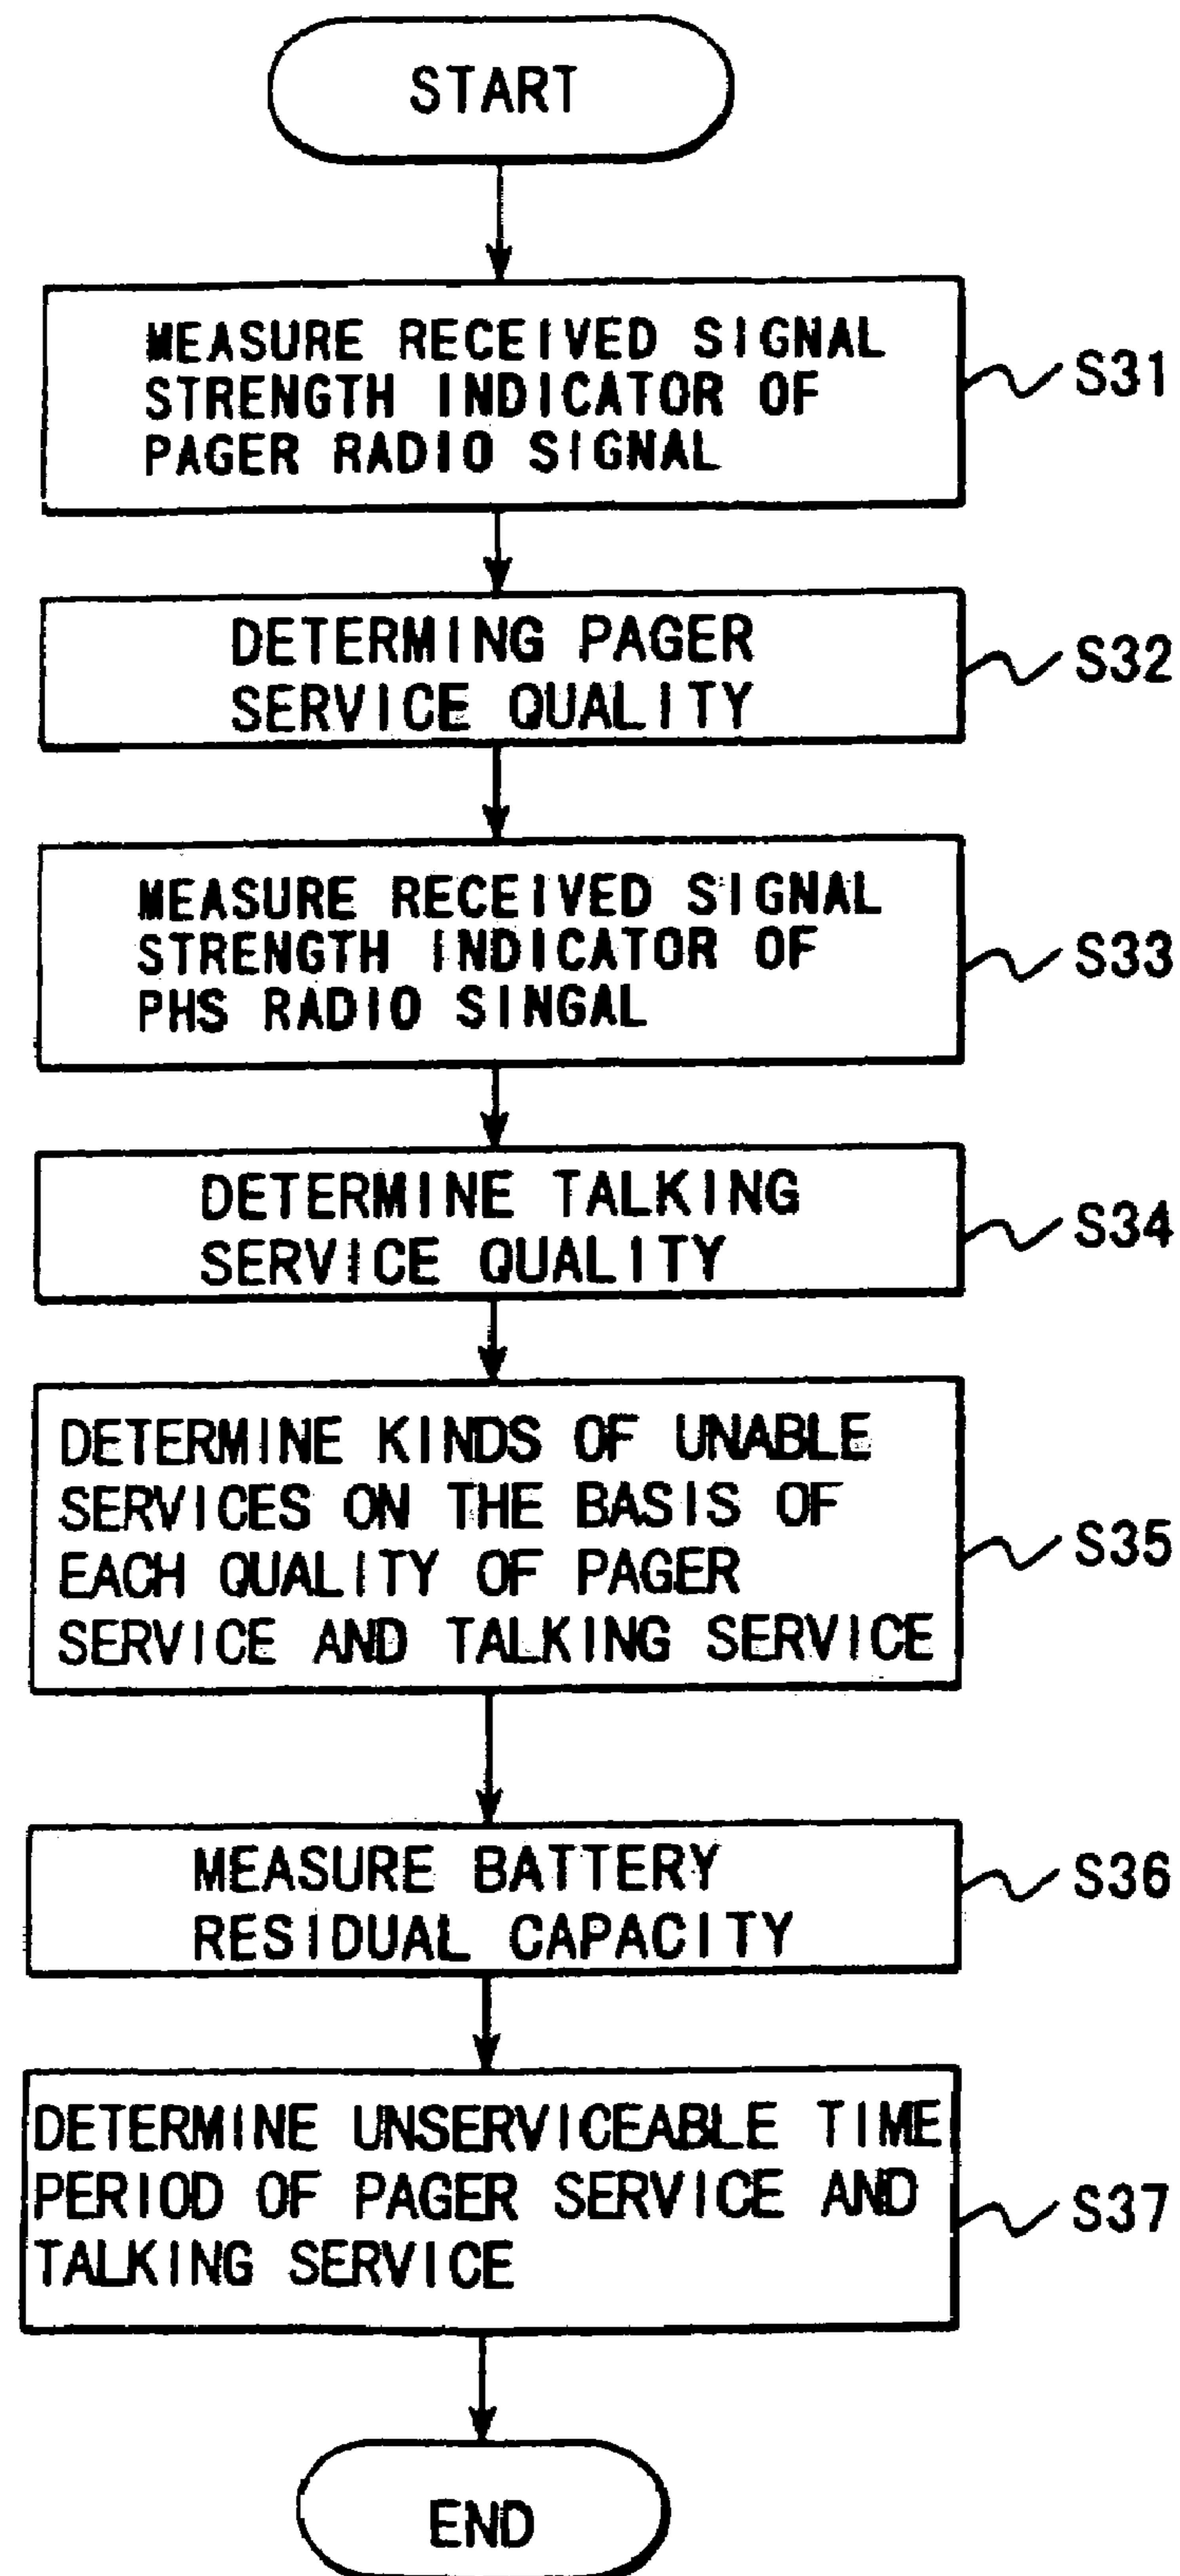 START
MEASURE RECEIVED SIGNAL
STRENGTH INDICATOR OF
PAGER RADIO SIGNAL
S31
DETERMING PAGER
SERVICE QUALITY
S32
MEASURE RECEIVED SIGNAL
STRENGTH INDICATOR OF
PHS RADIO SINGAL
S33
DETERMINE TALKING
SERVICE QUALITY
S34
DETERMINE KINDS OF UNABLE
SERVICES ON THE BASIS OF
EACH QUALITY OF PAGER
SERVICE AND TALKING SERVICE
S35
MEASURE BATTERY
RESIDUAL CAPACITY
S36
DETERMINE UNSERVICEABLE TIME
PERIOD OF PAGER SERVICE AND
TALKING SERVICE
S37
END